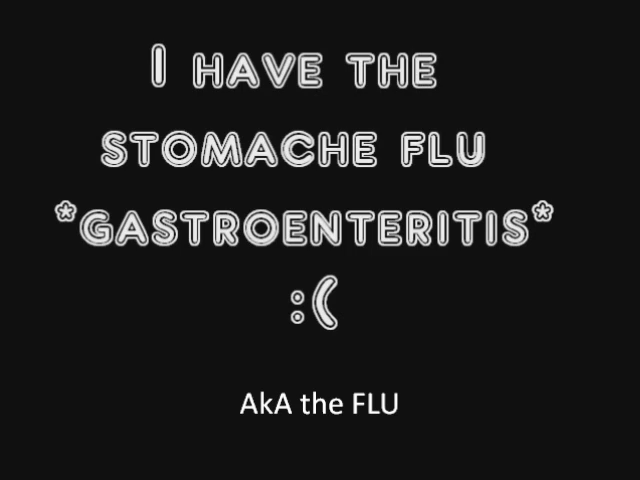 I HAVE THE
STOMACHE FLU
*GASTROENTERITIS*
:(
AkA the FLU